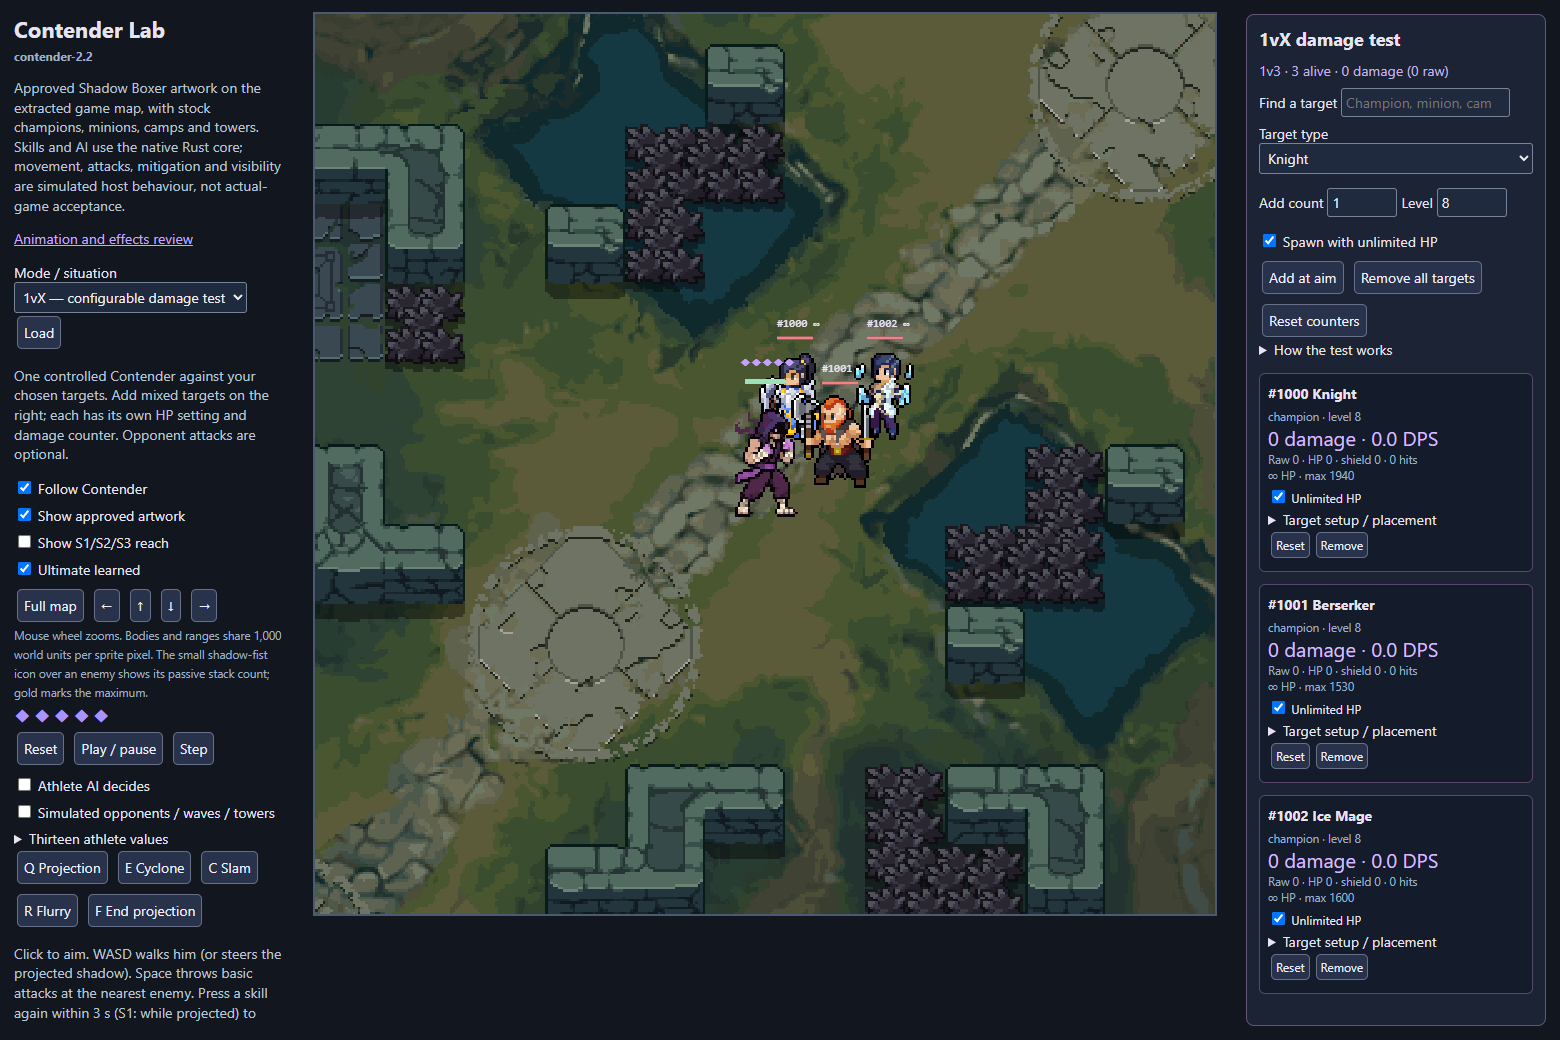 Contender Lab
contender-2.2
Approved Shadow Boxer artwork on the
extracted game map, with stock
champions, minions, camps and towers.
Skills and AI use the native Rust core;
movement, attacks, mitigation and visibility
are simulated host behaviour, not actual-
game acceptance.
Animation and effects review
Mode / situation
1vX — configurable damage test
Load
One controlled Contender against your
chosen targets. Add mixed targets on the
right; each has its own HP setting and
damage counter. Opponent attacks are
optional.
Follow Contender
Show approved artwork
Show S1/S2/S3 reach
Ultimate learned
Full map ← ↑ ↓ →
Mouse wheel zooms. Bodies and ranges share 1,000
world units per sprite pixel. The small shadow-fist
icon over an enemy shows its passive stack count;
gold marks the maximum.
Reset Play / pause Step
Athlete AI decides
Simulated opponents / waves / towers
Thirteen athlete values
Q Projection E Cyclone C Slam
R Flurry F End projection
Click to aim. WASD walks him (or steers the
projected shadow). Space throws basic
attacks at the nearest enemy. Press a skill
again within 3 s (S1: while projected) to
#1000 ∞ #1002 ∞
#1001
1vX damage test
1v3 · 3 alive · 0 damage (0 raw)
Find a target Champion, minion, cam
Target type
Knight
Add count 1 Level 8
Spawn with unlimited HP
Add at aim Remove all targets
Reset counters
How the test works
#1000 Knight
champion · level 8
0 damage · 0.0 DPS
Raw 0 · HP 0 · shield 0 · 0 hits
∞ HP · max 1940
Unlimited HP
Target setup / placement
Reset Remove
#1001 Berserker
champion · level 8
0 damage · 0.0 DPS
Raw 0 · HP 0 · shield 0 · 0 hits
∞ HP · max 1530
Unlimited HP
Target setup / placement
Reset Remove
#1002 Ice Mage
champion · level 8
0 damage · 0.0 DPS
Raw 0 · HP 0 · shield 0 · 0 hits
∞ HP · max 1600
Unlimited HP
Target setup / placement
Reset Remove